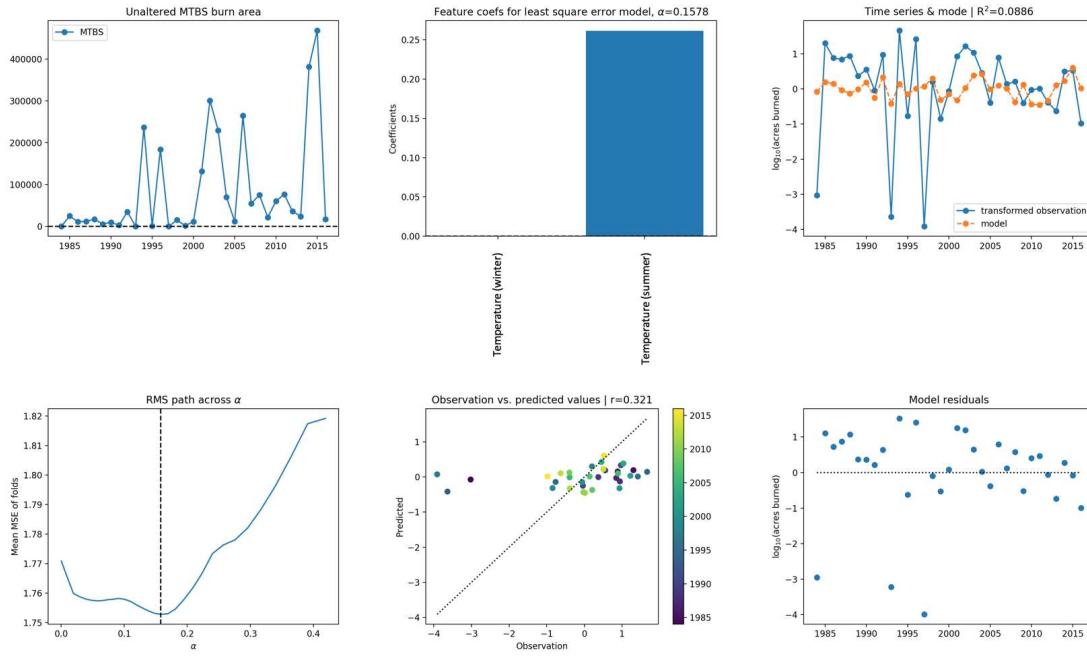 Unaltered MTBS burn area
MTBS
400000
300000
200000
100000
0
1985 1990 1995 2000 2005 2010 2015
Feature coefs for least square error model, α=0.1578
Coefficients
0.25
0.20
0.15
0.10
0.05
0.00
Temperature (winter)
Temperature (summer)
Time series & mode | R²=0.0886
log₁₀(acres burned)
1
0
−1
−2
−3
−4
transformed observation
model
1985 1990 1995 2000 2005 2010 2015
RMS path across α
Mean MSE of folds
1.82
1.81
1.80
1.79
1.78
1.77
1.76
1.75
0.0 0.1 0.2 0.3 0.4
α
Observation vs. predicted values | r=0.321
Predicted
1
0
−1
−2
−3
−4
−4 −3 −2 −1 0 1
Observation
2015
2010
2005
2000
1995
1990
1985
Model residuals
log₁₀(acres burned)
1
0
−1
−2
−3
−4
1985 1990 1995 2000 2005 2010 2015